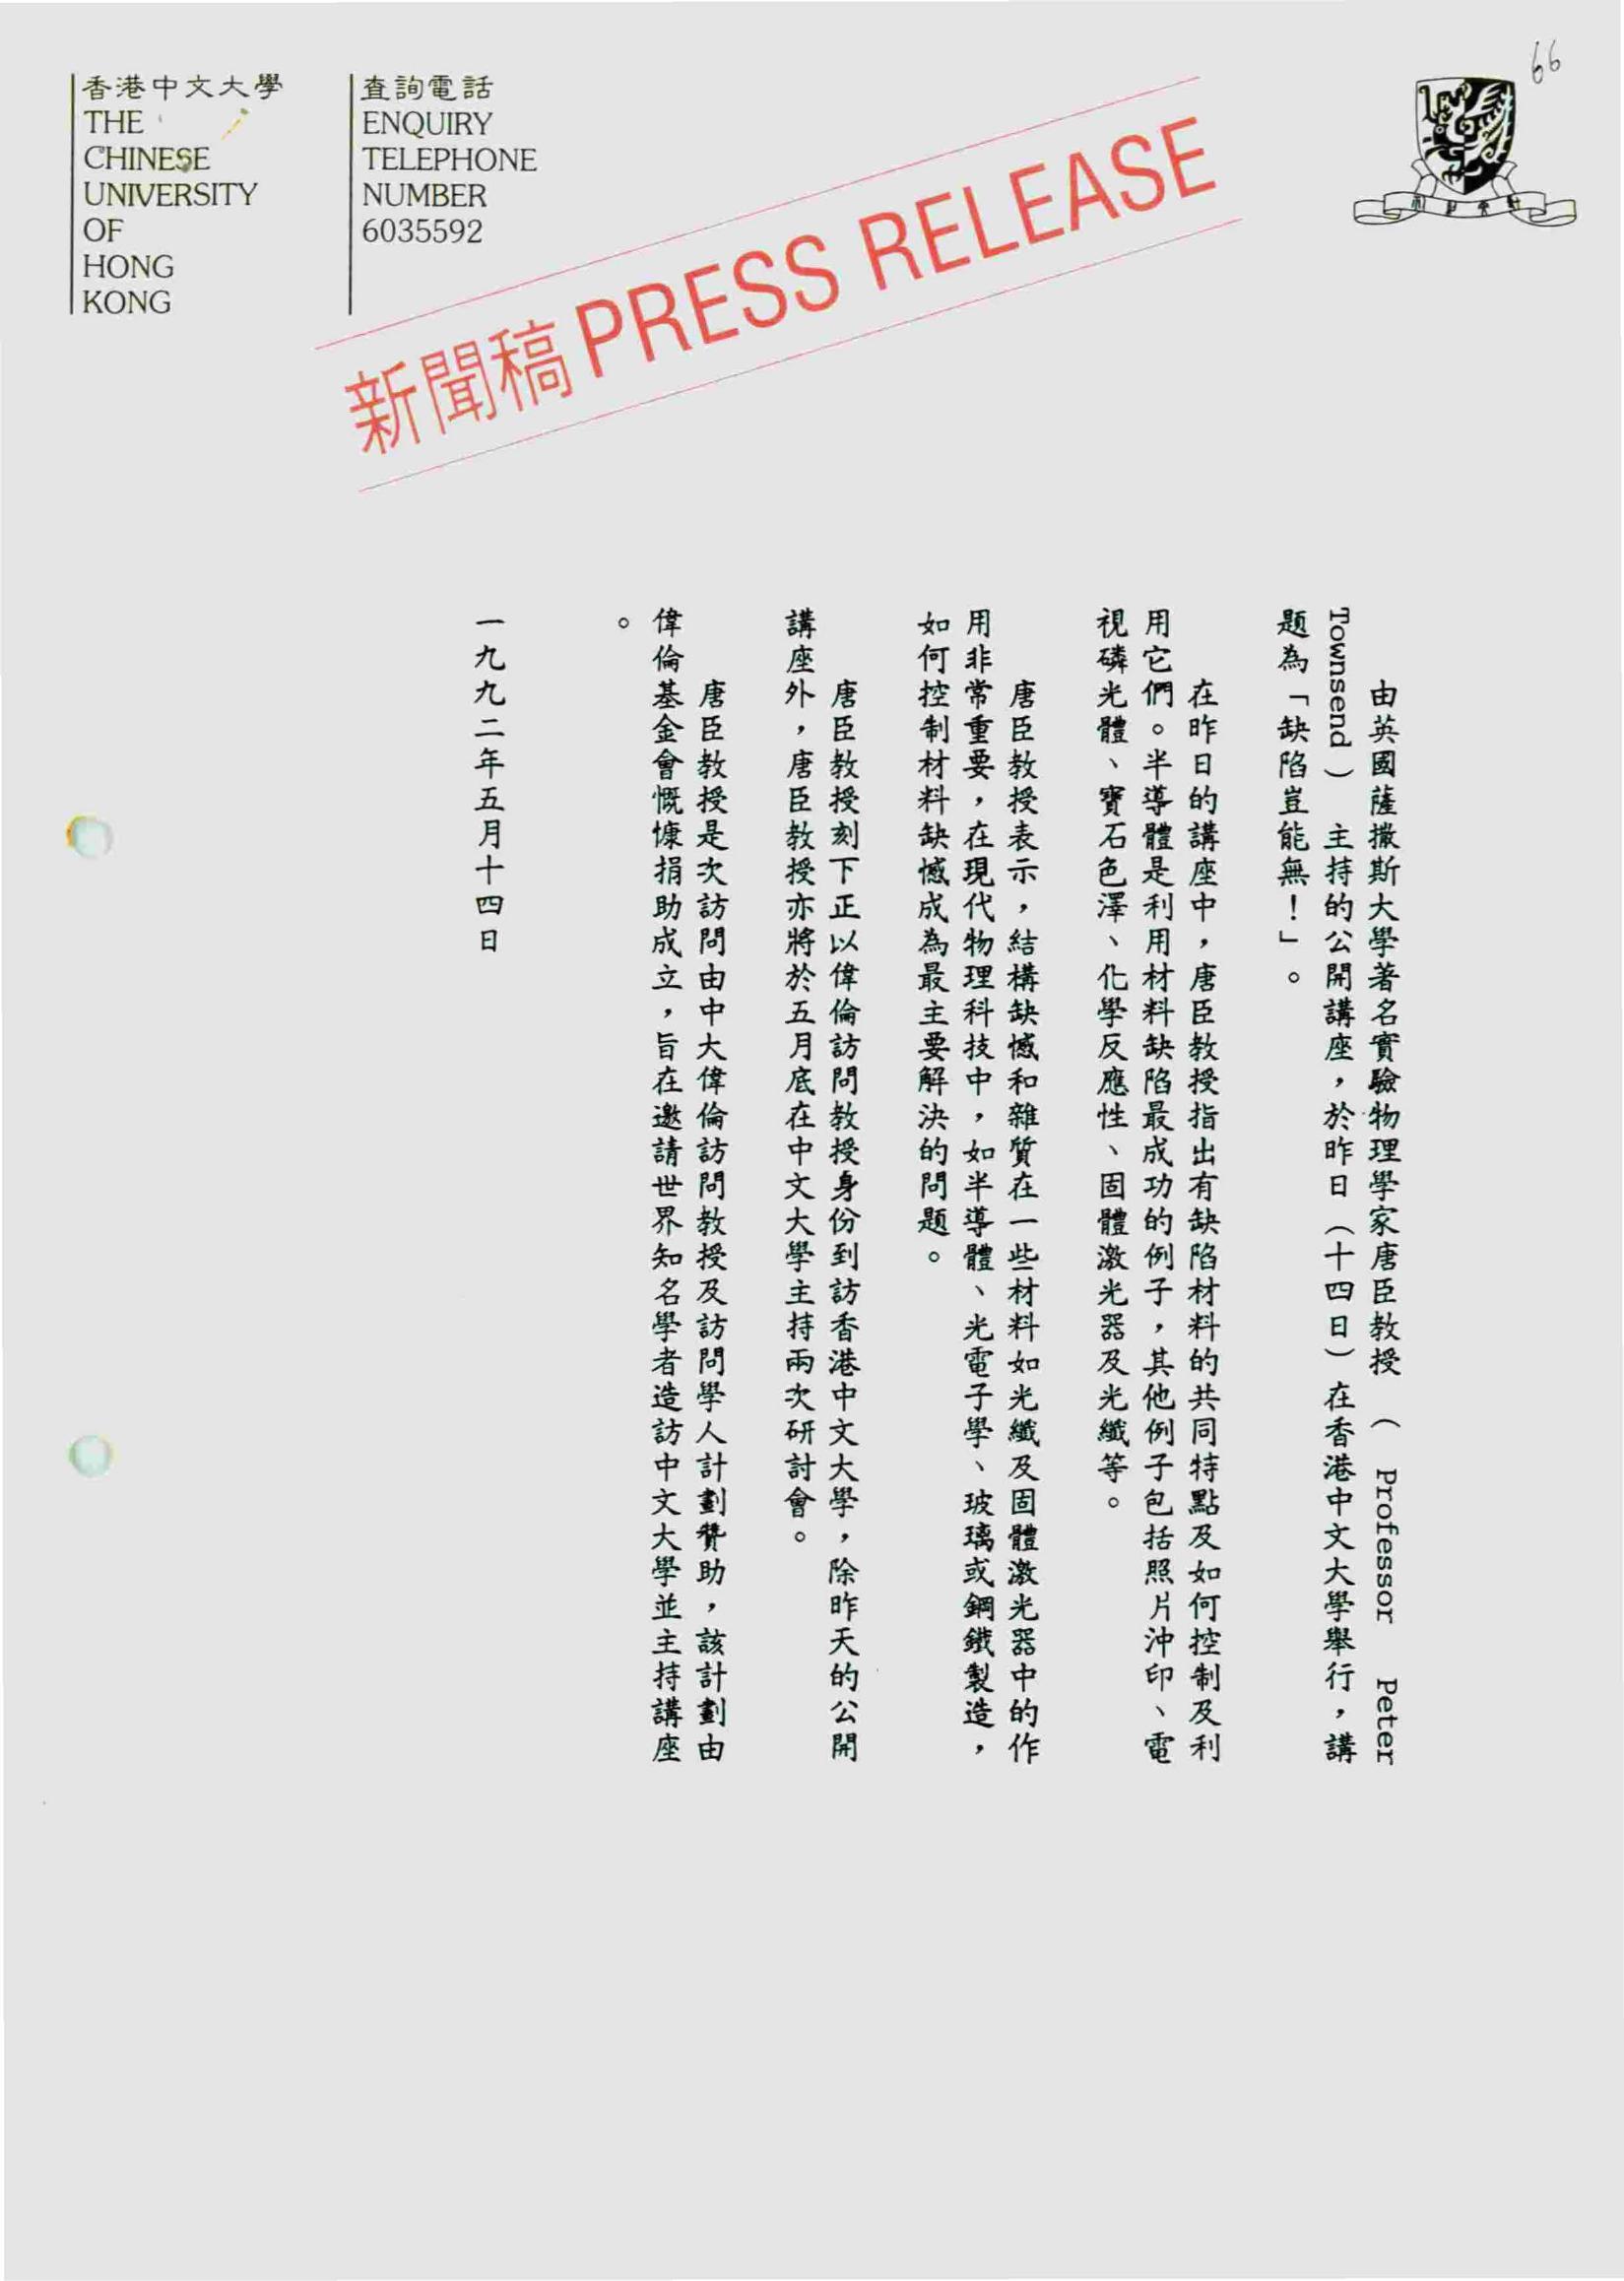 66
香港中文大學
THE
CHINESE
UNIVERSITY
OF
HONG
KONG
查詢電話
ENQUIRY
TELEPHONE
NUMBER
6035592
新聞稿 PRESS RELEASE
由英國薩撒斯大學著名實驗物理學家唐臣教授（Professor Peter
Townsend）主持的公開講座，於昨日（十四日）在香港中文大學舉行，講
題為「缺陷豈能無！」。
在昨日的講座中，唐臣教授指出有缺陷材料的共同特點及如何控制及利
用它們。半導體是利用材料缺陷最成功的例子，其他例子包括照片沖印、電
視磷光體、寶石色澤、化學反應性、固體激光器及光纖等。
唐臣教授表示，結構缺憾和雜質在一些材料如光纖及固體激光器中的作
用非常重要，在現代物理科技中，如半導體、光電子學、玻璃或鋼鐵製造，
如何控制材料缺憾成為最主要解決的問題。
唐臣教授刻下正以偉倫訪問教授身份到訪香港中文大學，除昨天的公開
講座外，唐臣教授亦將於五月底在中文大學主持兩次研討會。
唐臣教授是次訪問由中大偉倫訪問教授及訪問學人計劃贊助，該計劃由
偉倫基金會慨慷捐助成立，旨在邀請世界知名學者造訪中文大學並主持講座
。
一九九二年五月十四日